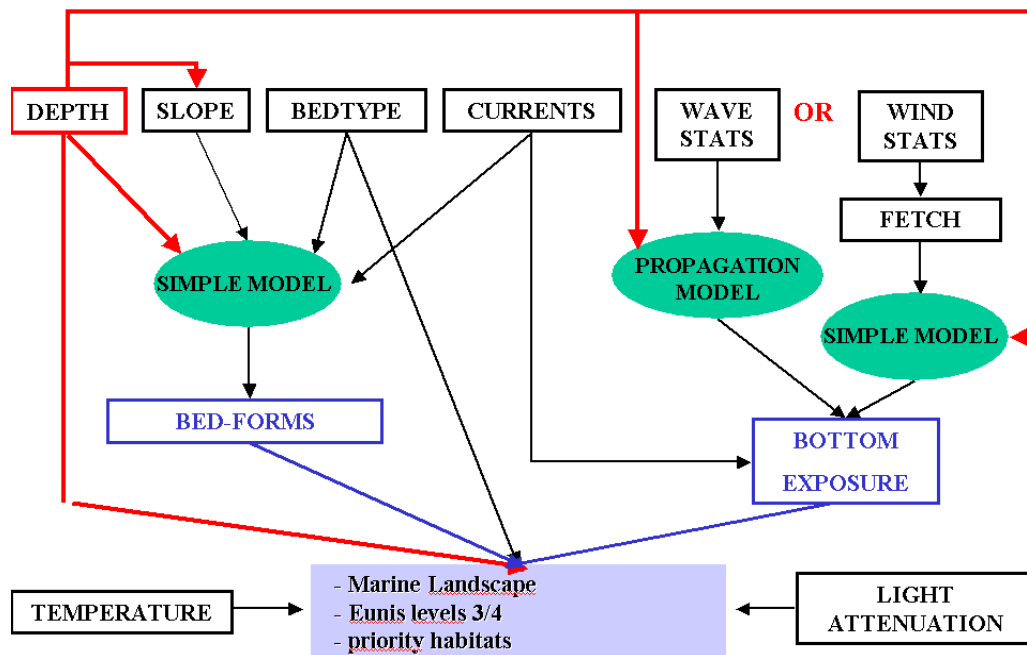 DEPTH
SLOPE
BEDTYPE
CURRENTS
WAVE
STATS
OR
WIND
STATS
FETCH
SIMPLE MODEL
PROPAGATION
MODEL
SIMPLE MODEL
BED-FORMS
BOTTOM
EXPOSURE
TEMPERATURE
- Marine Landscape
- Eunis levels 3/4
- priority habitats
LIGHT
ATTENUATION